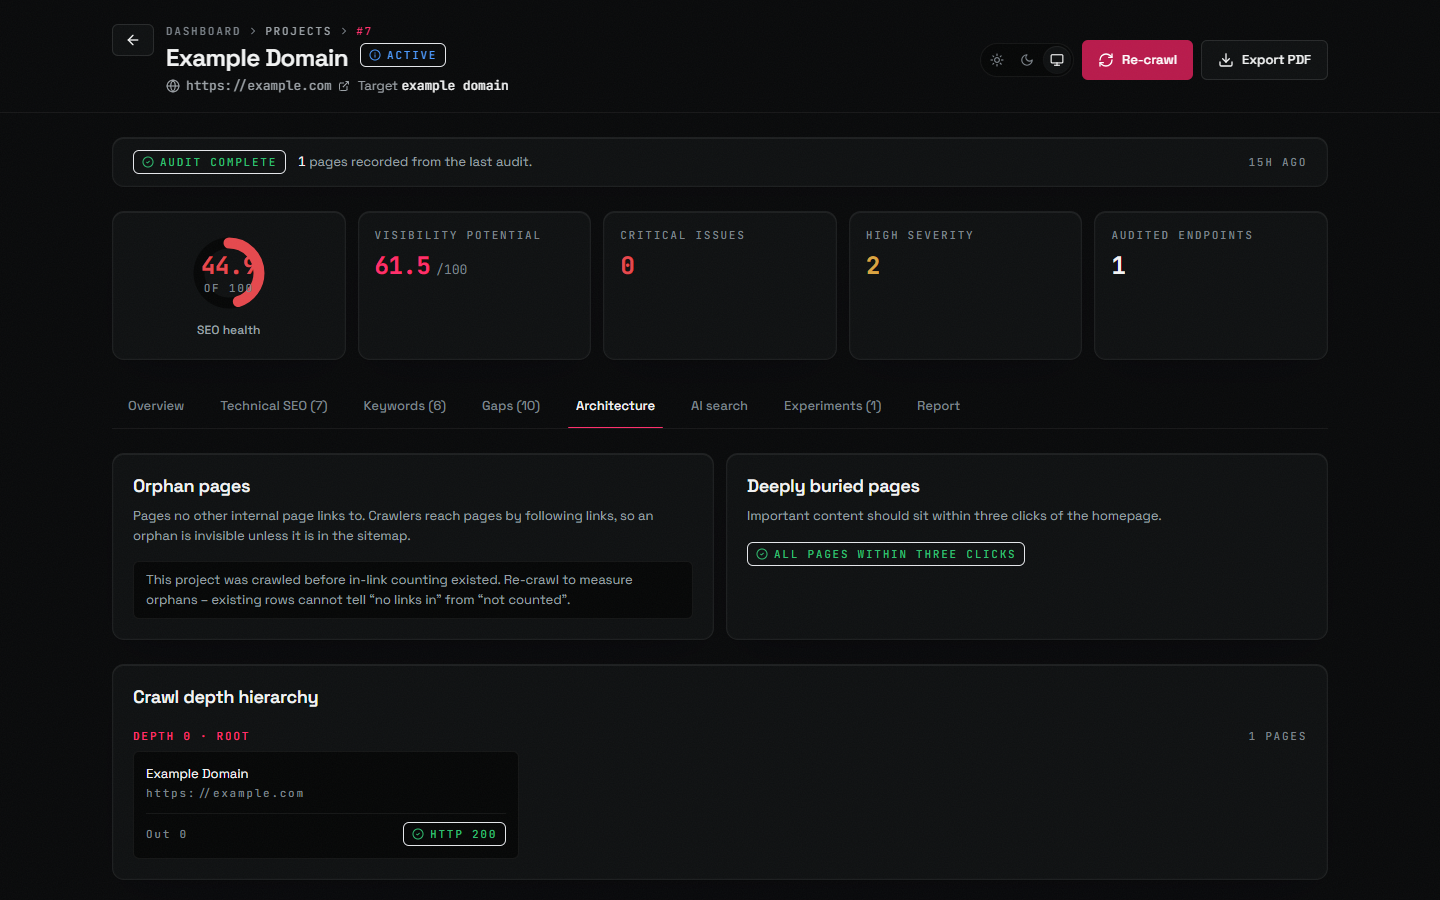 DASHBOARD > PROJECTS > #7
Example Domain
ACTIVE
https://example.com Target example domain
Re-crawl
Export PDF
AUDIT COMPLETE 1 pages recorded from the last audit.
15H AGO
44.9
OF 100
SEO health
VISIBILITY POTENTIAL
61.5 /100
CRITICAL ISSUES
0
HIGH SEVERITY
2
AUDITED ENDPOINTS
1
Overview Technical SEO (7) Keywords (6) Gaps (10) Architecture AI search Experiments (1) Report
Orphan pages
Pages no other internal page links to. Crawlers reach pages by following links, so an
orphan is invisible unless it is in the sitemap.
This project was crawled before in-link counting existed. Re-crawl to measure
orphans – existing rows cannot tell “no links in” from “not counted”.
Deeply buried pages
Important content should sit within three clicks of the homepage.
ALL PAGES WITHIN THREE CLICKS
Crawl depth hierarchy
DEPTH 0 · ROOT
1 PAGES
Example Domain
https://example.com
Out 0
HTTP 200